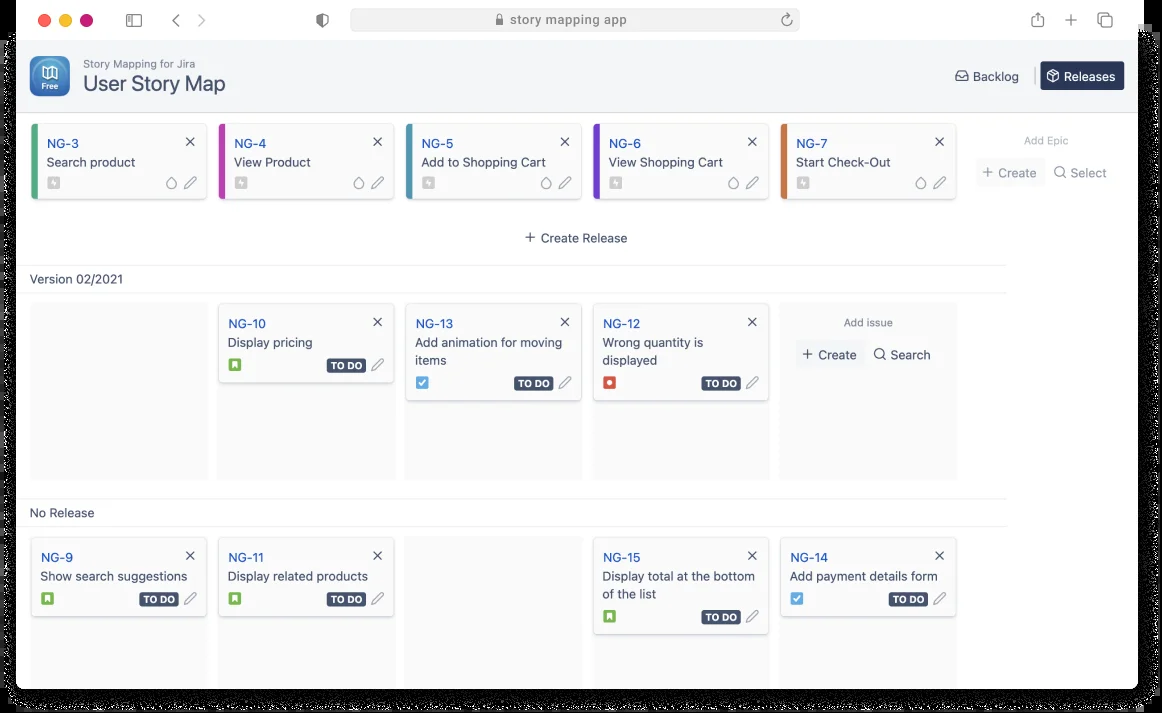 story mapping app
Free
Story Mapping for Jira
User Story Map
Backlog
Releases
NG-3
Search product
NG-4
View Product
NG-5
Add to Shopping Cart
NG-6
View Shopping Cart
NG-7
Start Check-Out
Add Epic
+ Create
Select
+ Create Release
Version 02/2021
NG-10
Display pricing
TO DO
NG-13
Add animation for moving
items
TO DO
NG-12
Wrong quantity is
displayed
TO DO
Add issue
+ Create
Search
No Release
NG-9
Show search suggestions
TO DO
NG-11
Display related products
TO DO
NG-15
Display total at the bottom
of the list
TO DO
NG-14
Add payment details form
TO DO